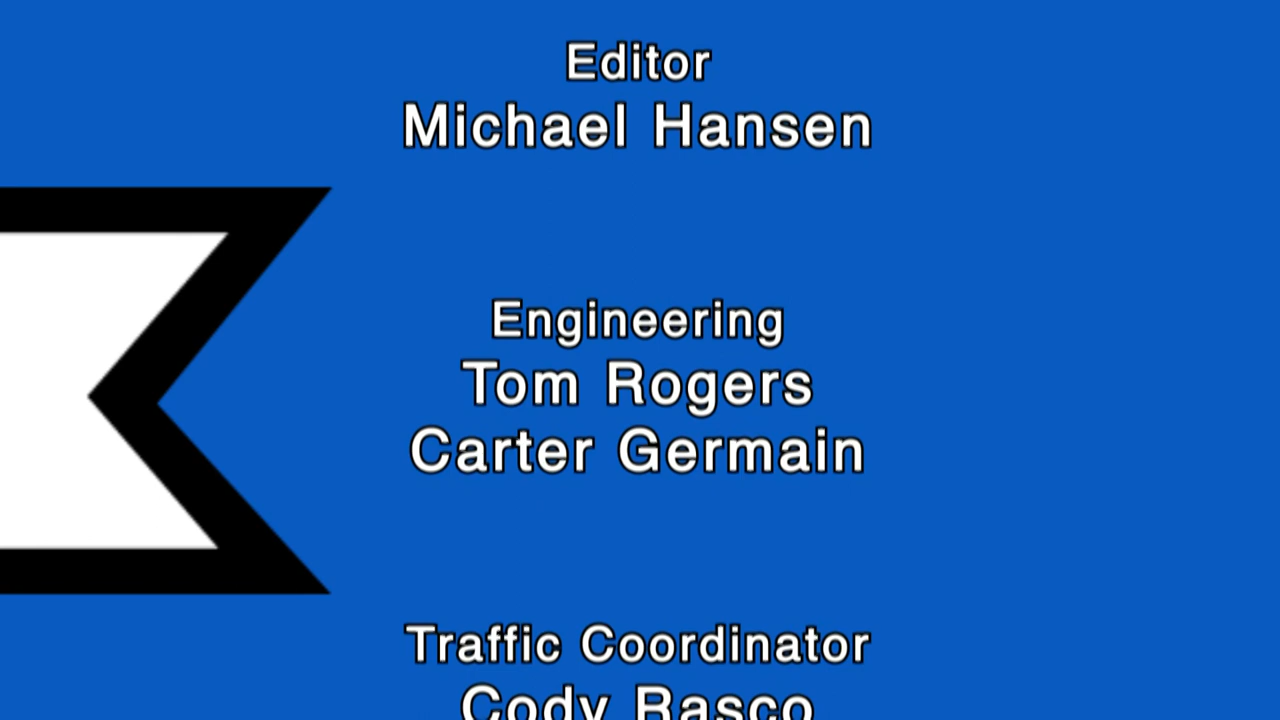 Editor
Michael Hansen
Engineering
Tom Rogers
Carter Germain
Traffic Coordinator
Cody Rasco